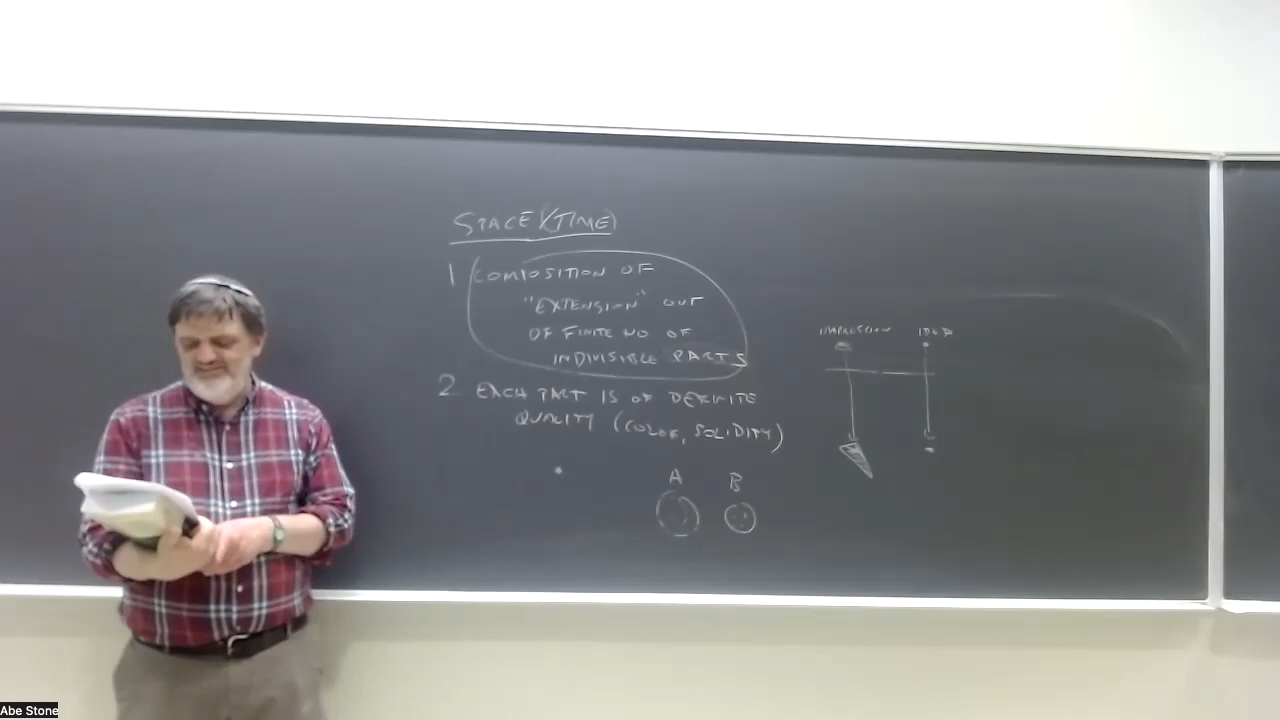 SPACE (TIME)
1 COMPOSITION OF
"EXTENSION" OUT
OF FINITE NO OF
INDIVISIBLE PARTS
2 EACH PART IS OF DEFINITE
QUALITY (COLOR, SOLIDITY)
IMPRESSION IDEA
A B
Abe Stone